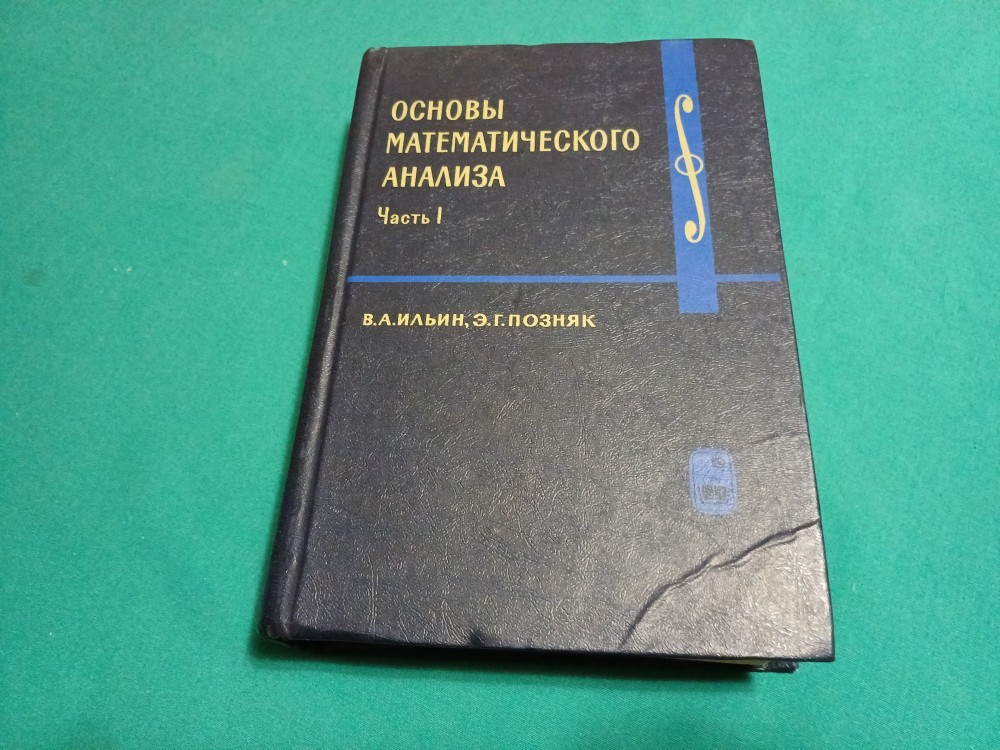 ОСНОВЫ
МАТЕМАТИЧЕСКОГО
АНАЛИЗА
Часть I
В.А.ИЛЬИН, Э.Г.ПОЗНЯК